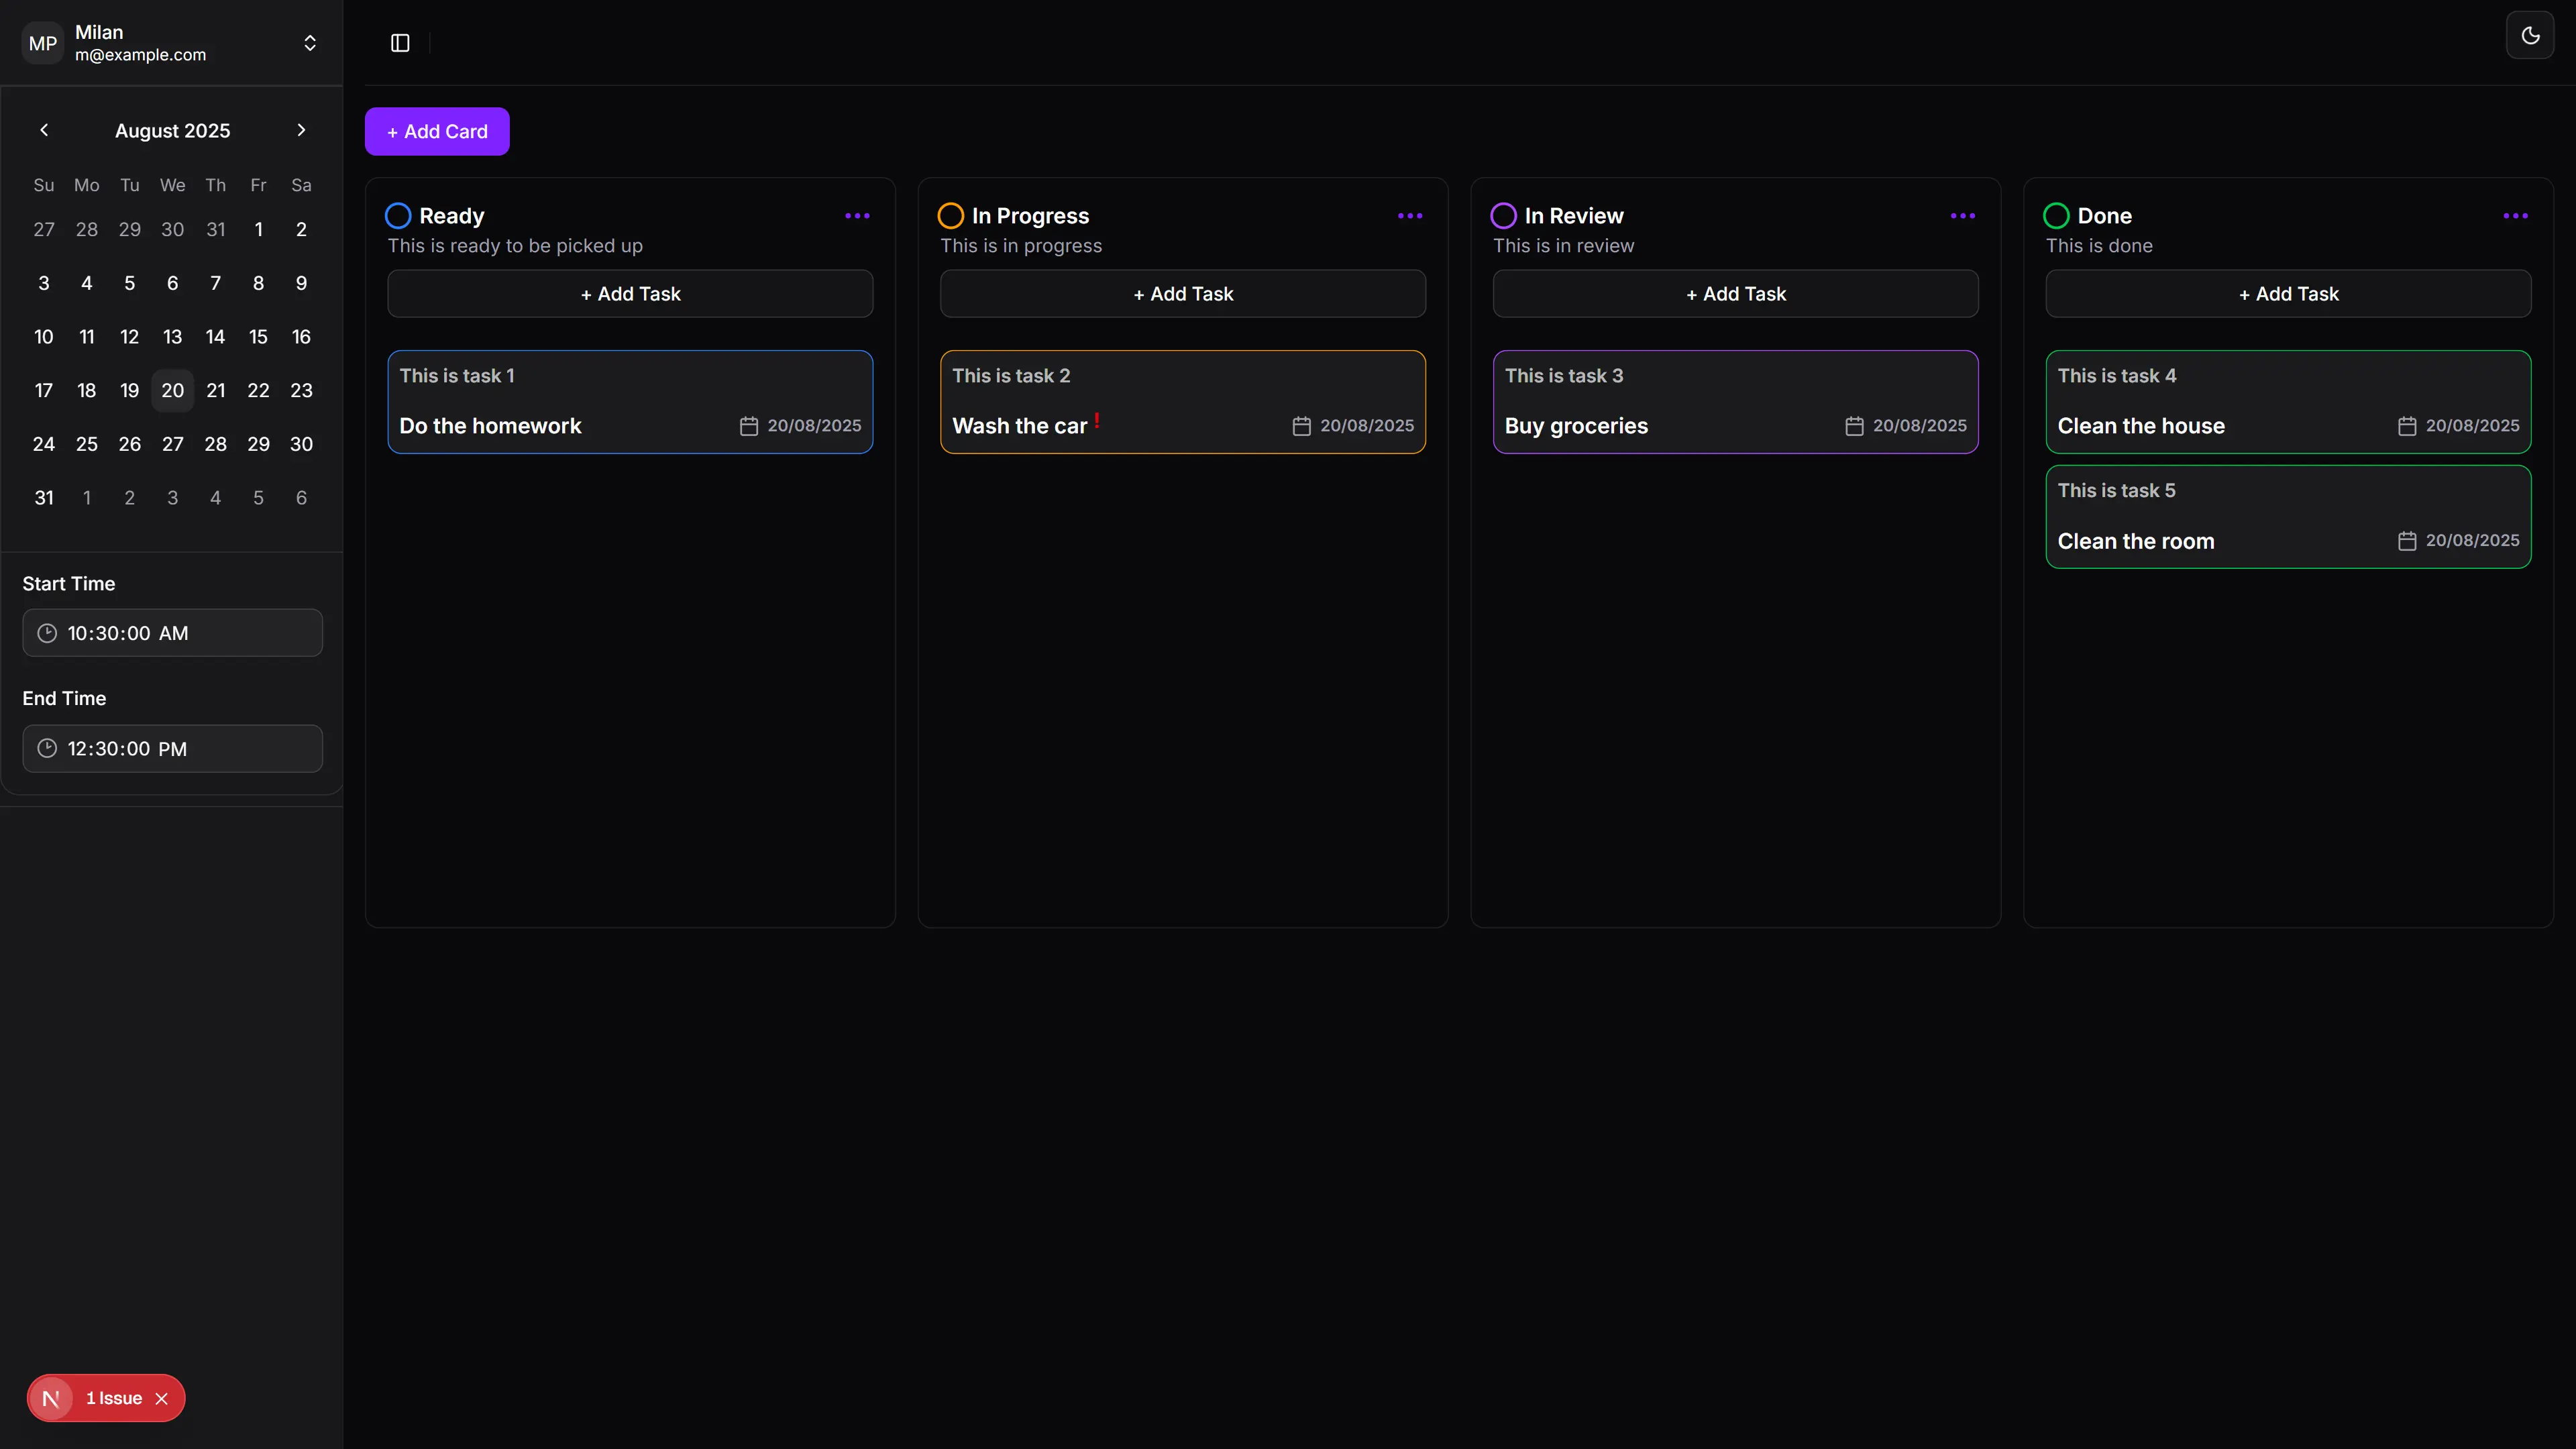 MP
Milan
m@example.com
August 2025
Su Mo Tu We Th Fr Sa
27 28 29 30 31 1 2
3 4 5 6 7 8 9
10 11 12 13 14 15 16
17 18 19 20 21 22 23
24 25 26 27 28 29 30
31 1 2 3 4 5 6
Start Time
10:30:00 AM
End Time
12:30:00 PM
N
1 Issue
+ Add Card
Ready
This is ready to be picked up
+ Add Task
This is task 1
Do the homework
20/08/2025
In Progress
This is in progress
+ Add Task
This is task 2
Wash the car !
20/08/2025
In Review
This is in review
+ Add Task
This is task 3
Buy groceries
20/08/2025
Done
This is done
+ Add Task
This is task 4
Clean the house
20/08/2025
This is task 5
Clean the room
20/08/2025